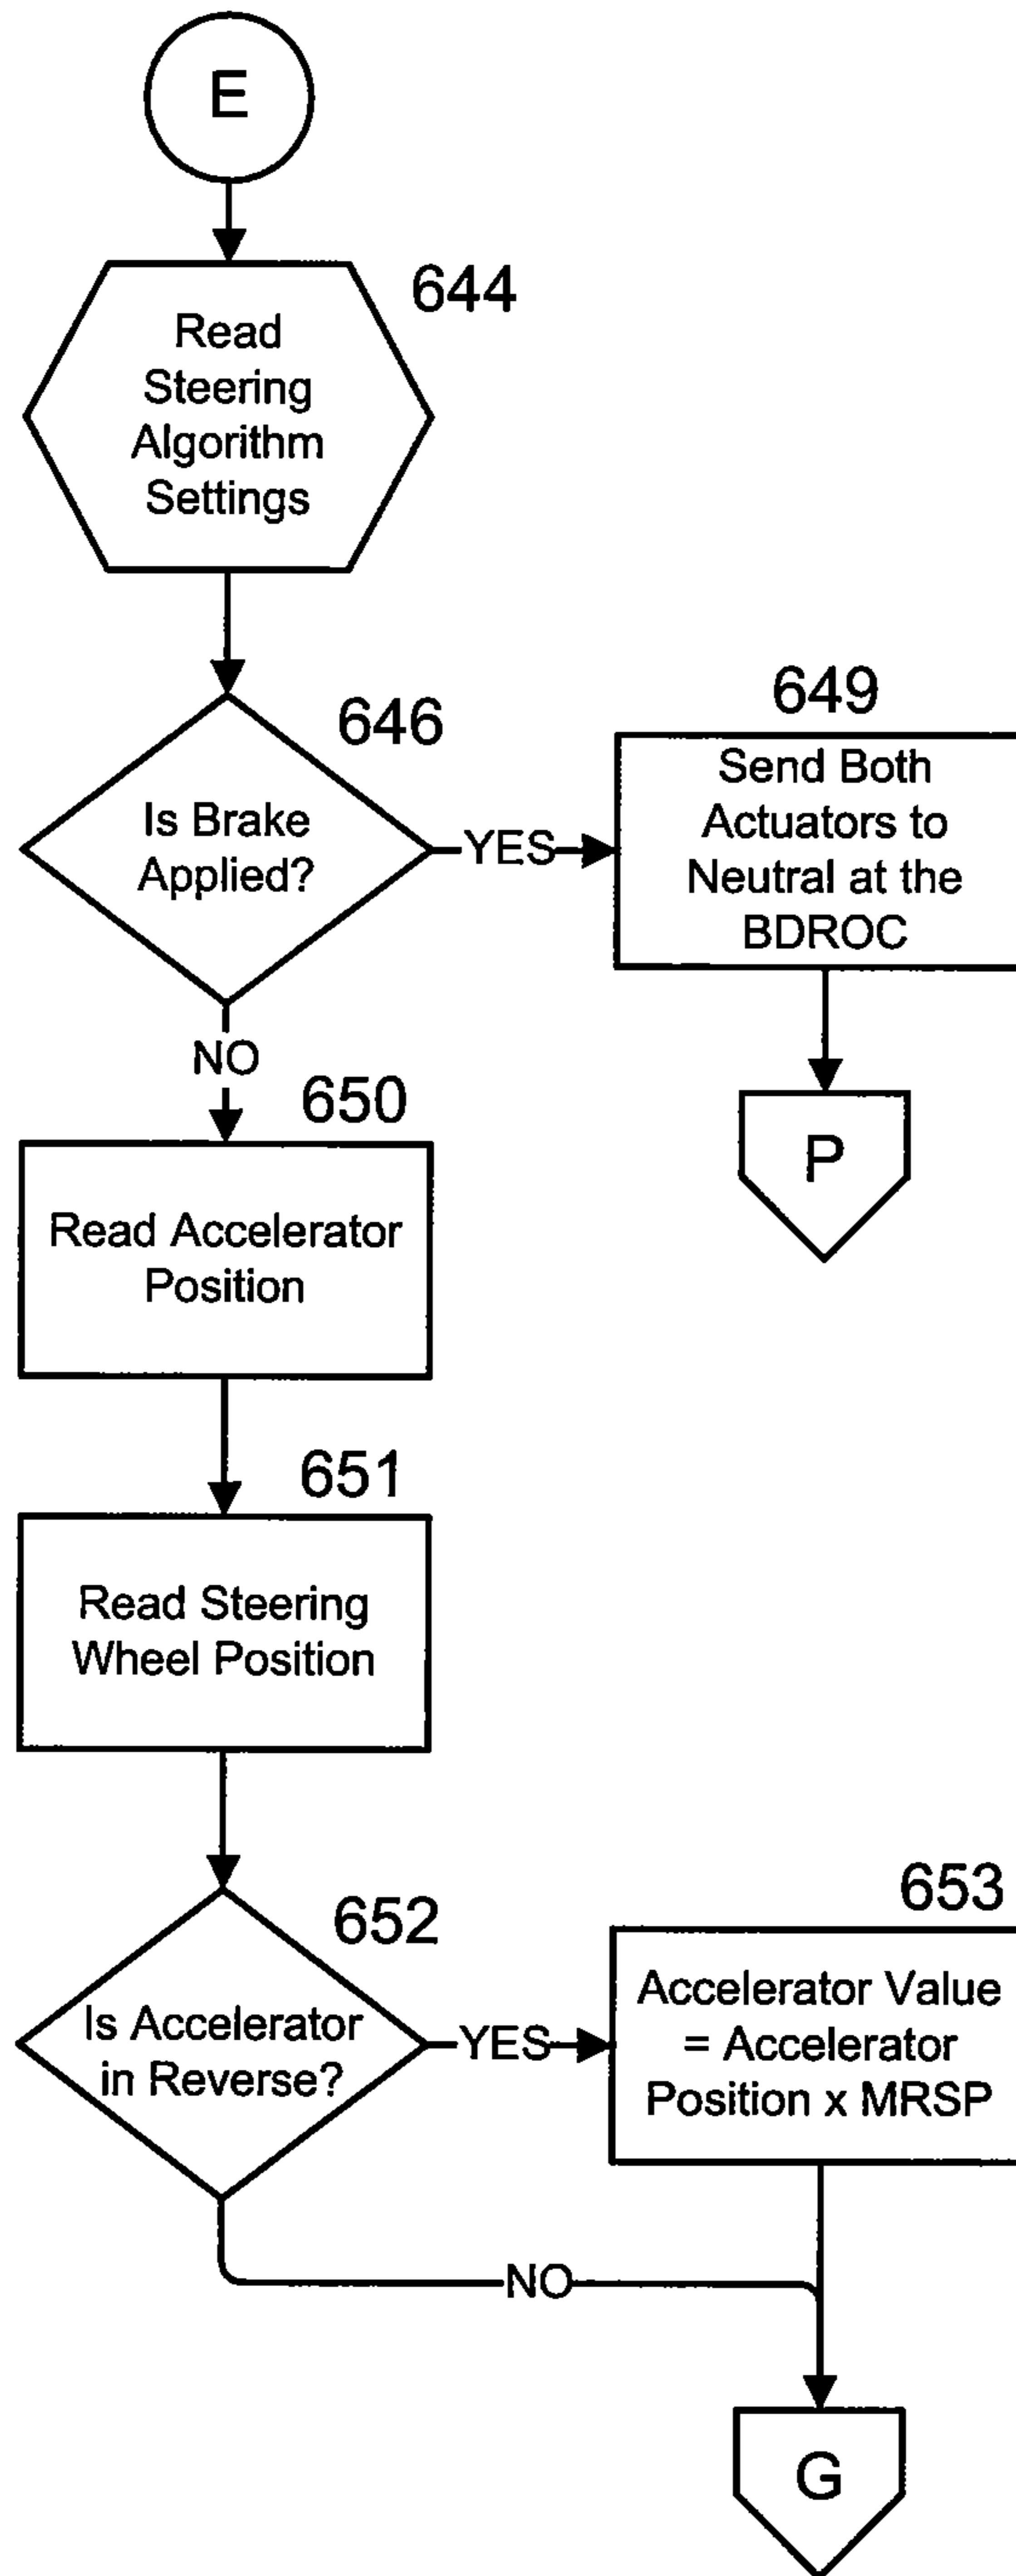 E
644
Read
Steering
Algorithm
Settings
646
Is Brake
Applied?
YES
649
Send Both
Actuators to
Neutral at the
BDROC
P
NO
650
Read Accelerator
Position
651
Read Steering
Wheel Position
652
Is Accelerator
in Reverse?
YES
653
Accelerator Value
= Accelerator
Position x MRSP
NO
G